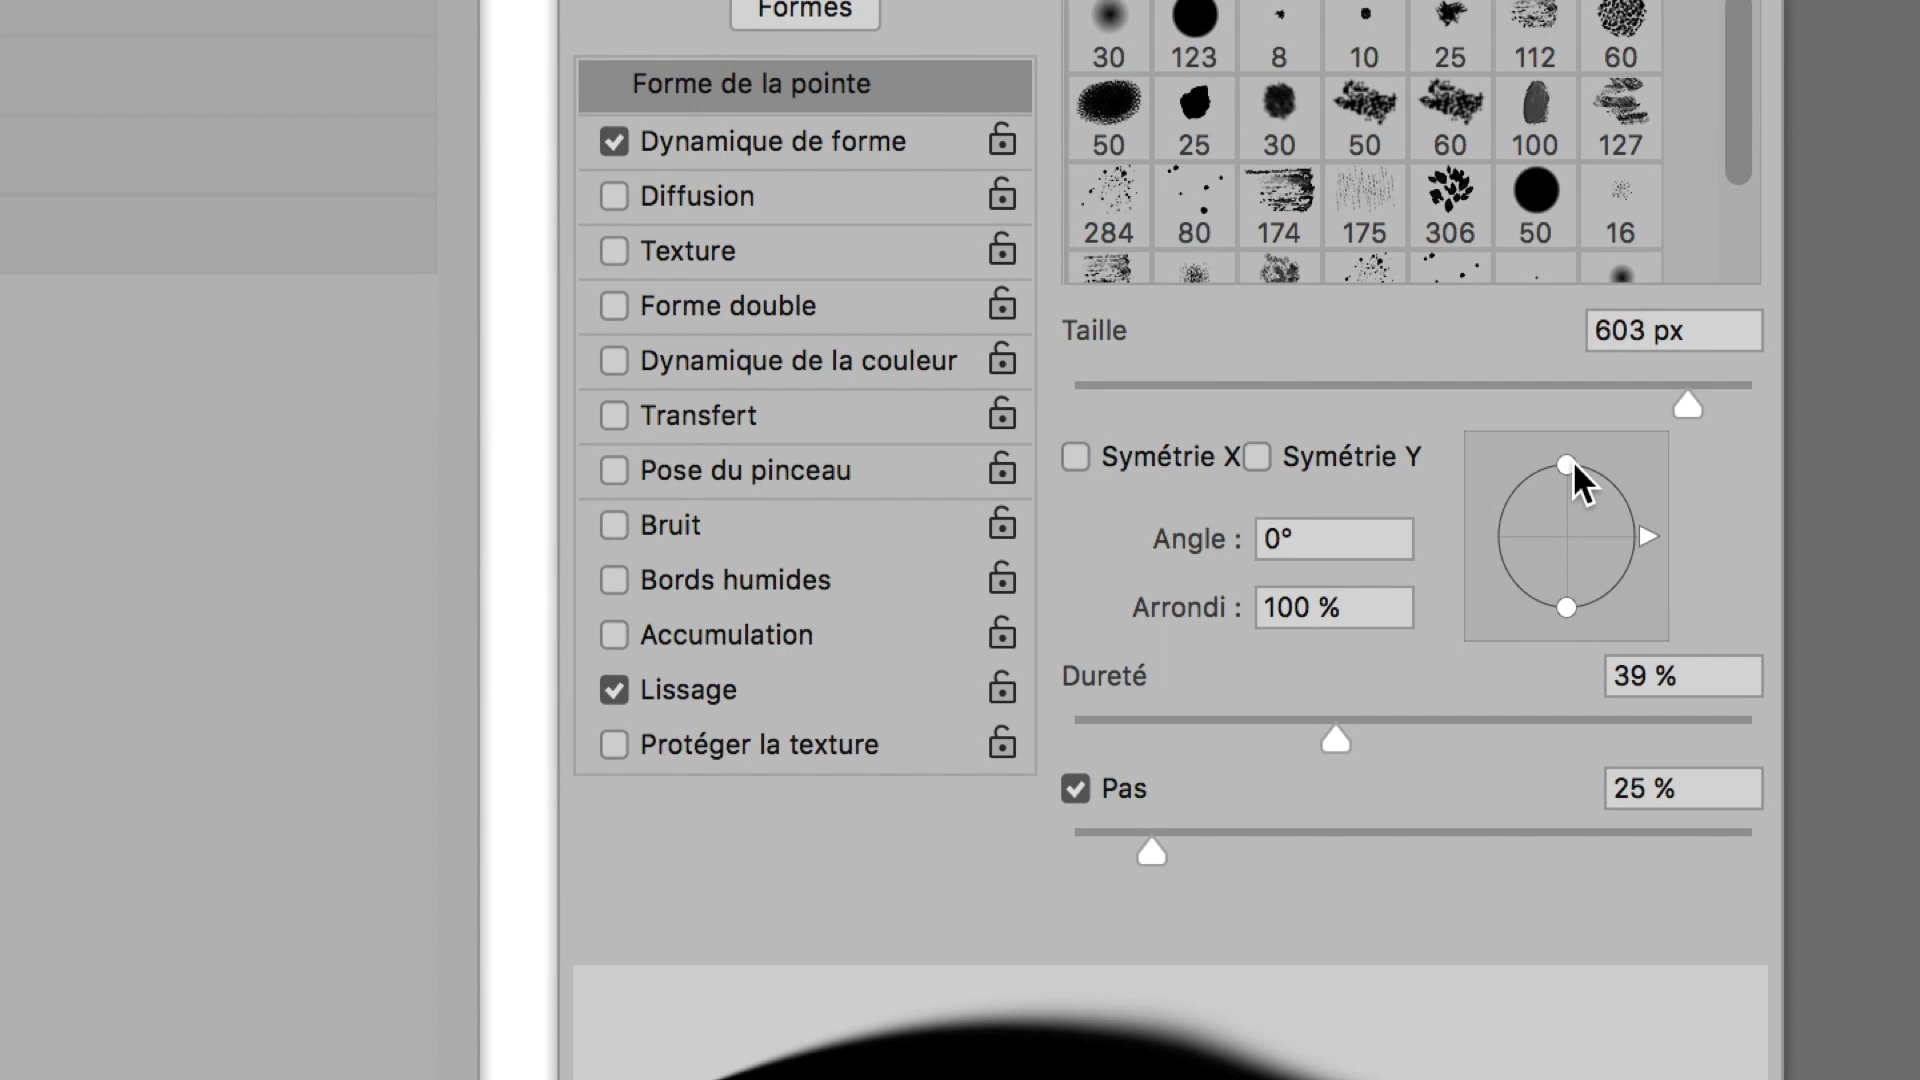 Formes
Forme de la pointe
Dynamique de forme
Diffusion
Texture
Forme double
Dynamique de la couleur
Transfert
Pose du pinceau
Bruit
Bords humides
Accumulation
Lissage
Protéger la texture
30 123 8 10 25 112 60
50 25 30 50 60 100 127
284 80 174 175 306 50 16
Taille 603 px
Symétrie X Symétrie Y
Angle : 0°
Arrondi : 100 %
Dureté 39 %
Pas 25 %